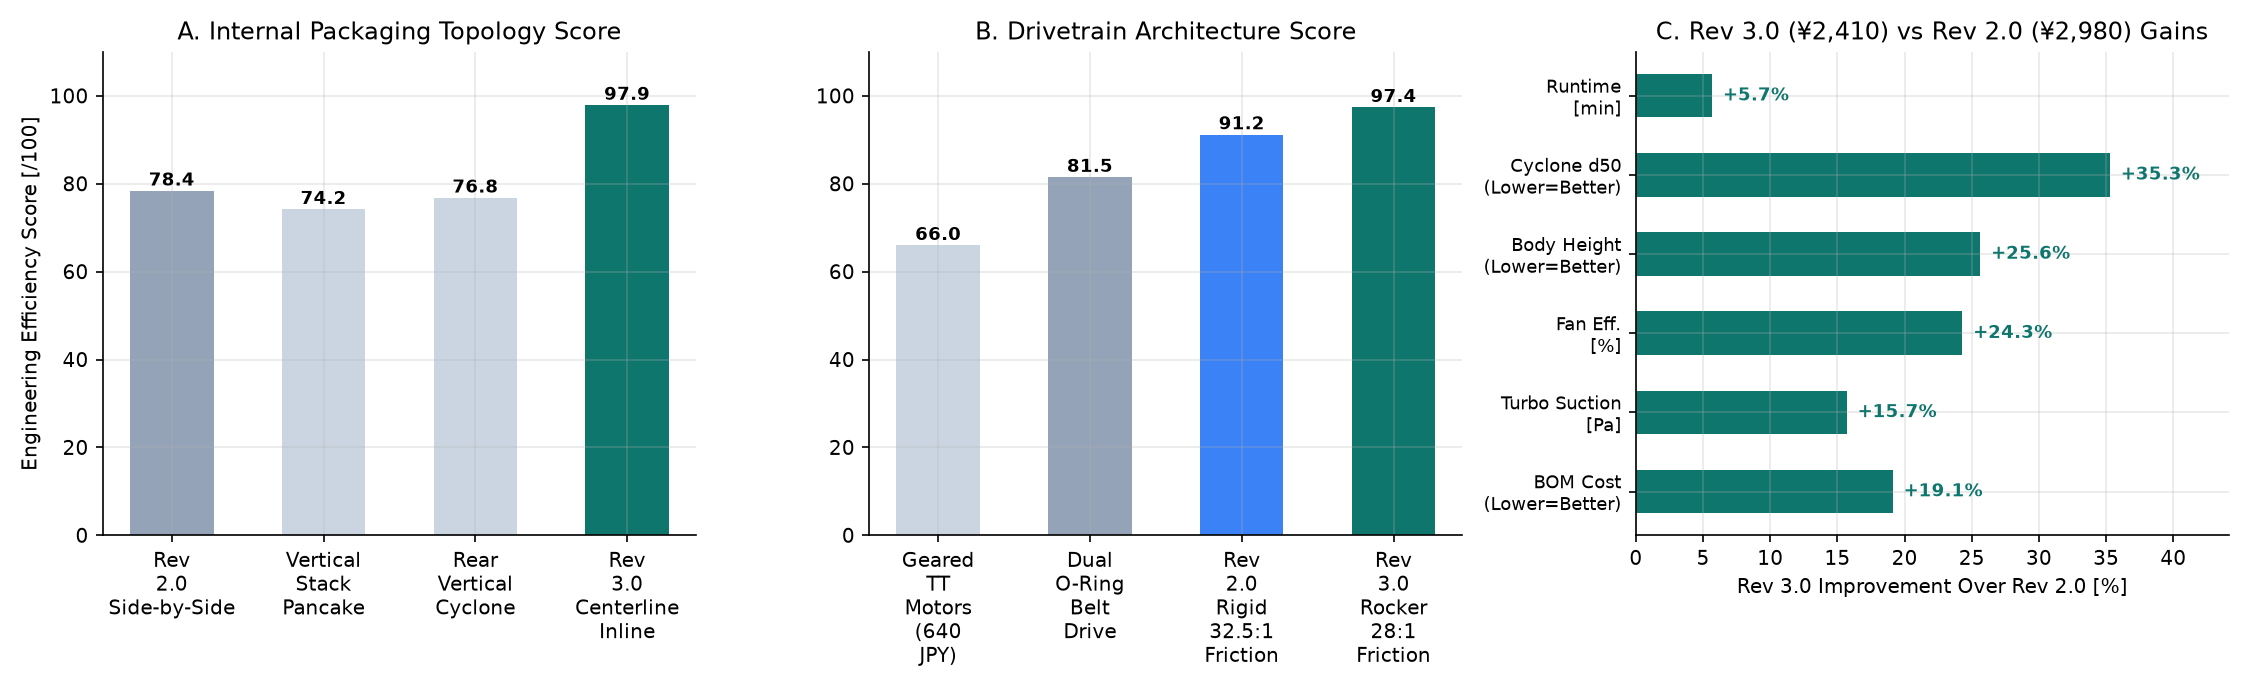 A. Internal Packaging Topology Score
Engineering Efficiency Score [/100]
100
80
60
40
20
0
78.4
74.2
76.8
97.9
Rev
2.0
Side-by-Side
Vertical
Stack
Pancake
Rear
Vertical
Cyclone
Rev
3.0
Centerline
Inline
B. Drivetrain Architecture Score
100
80
60
40
20
0
66.0
81.5
91.2
97.4
Geared
TT
Motors
(640
JPY)
Dual
O-Ring
Belt
Drive
Rev
2.0
Rigid
32.5:1
Friction
Rev
3.0
Rocker
28:1
Friction
C. Rev 3.0 (¥2,410) vs Rev 2.0 (¥2,980) Gains
Runtime
[min]
+5.7%
Cyclone d50
(Lower=Better)
+35.3%
Body Height
(Lower=Better)
+25.6%
Fan Eff.
[%]
+24.3%
Turbo Suction
[Pa]
+15.7%
BOM Cost
(Lower=Better)
+19.1%
0 5 10 15 20 25 30 35 40
Rev 3.0 Improvement Over Rev 2.0 [%]